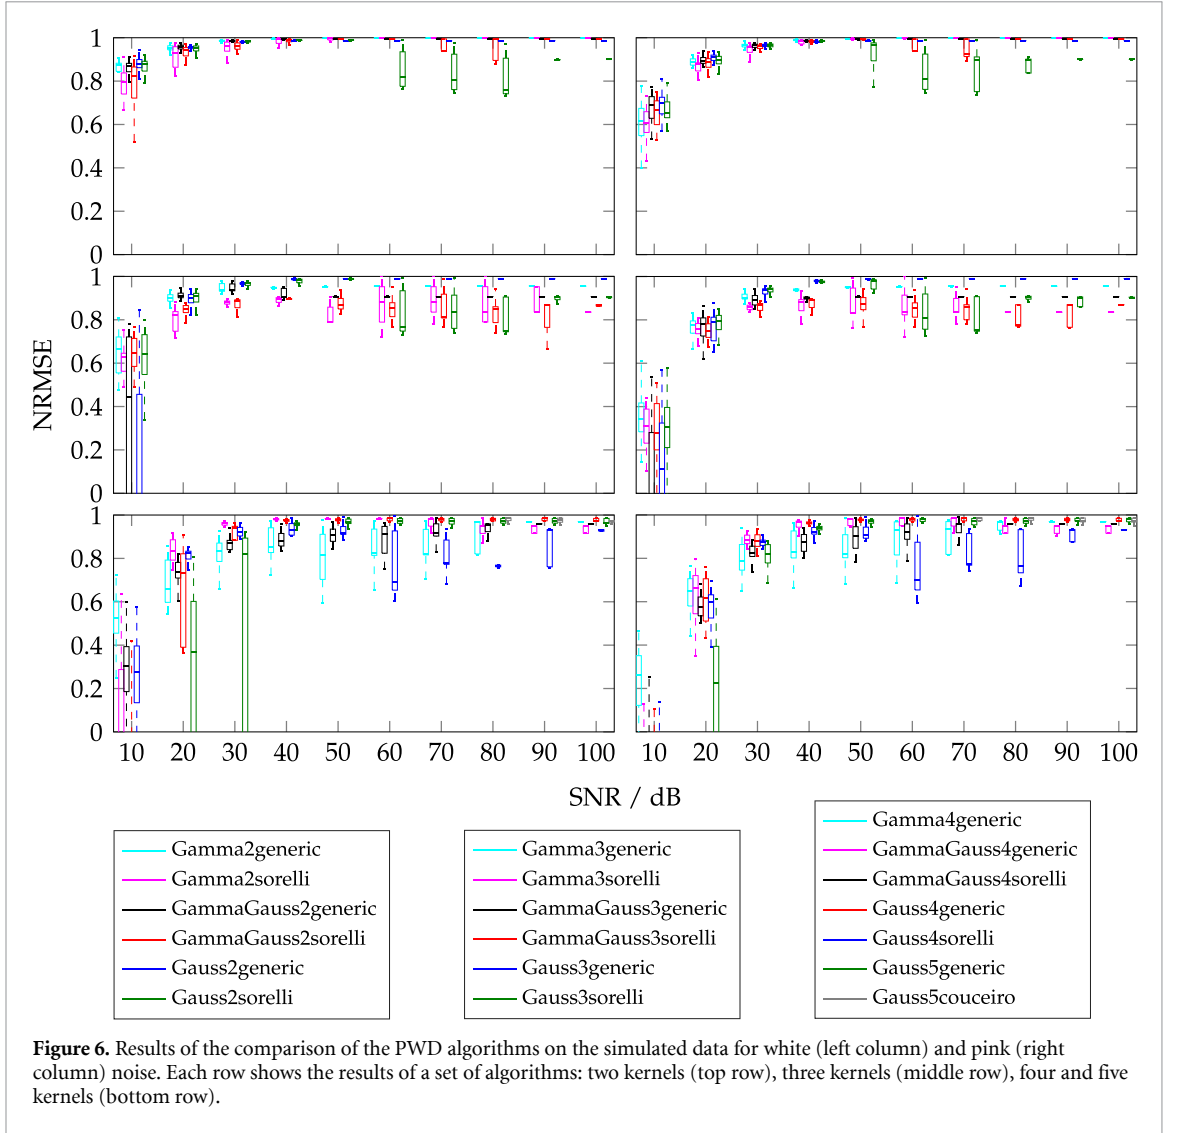 1
0.8
0.6
0.4
0.2
0
1
0.8
0.6
0.4
0.2
0
1
0.8
0.6
0.4
0.2
0
NRMSE
10 20 30 40 50 60 70 80 90 100
10 20 30 40 50 60 70 80 90 100
SNR / dB
Gamma2generic
Gamma2sorelli
GammaGauss2generic
GammaGauss2sorelli
Gauss2generic
Gauss2sorelli
Gamma3generic
Gamma3sorelli
GammaGauss3generic
GammaGauss3sorelli
Gauss3generic
Gauss3sorelli
Gamma4generic
GammaGauss4generic
GammaGauss4sorelli
Gauss4generic
Gauss4sorelli
Gauss5generic
Gauss5couceiro
Figure 6. Results of the comparison of the PWD algorithms on the simulated data for white (left column) and pink (right
column) noise. Each row shows the results of a set of algorithms: two kernels (top row), three kernels (middle row), four and five
kernels (bottom row).